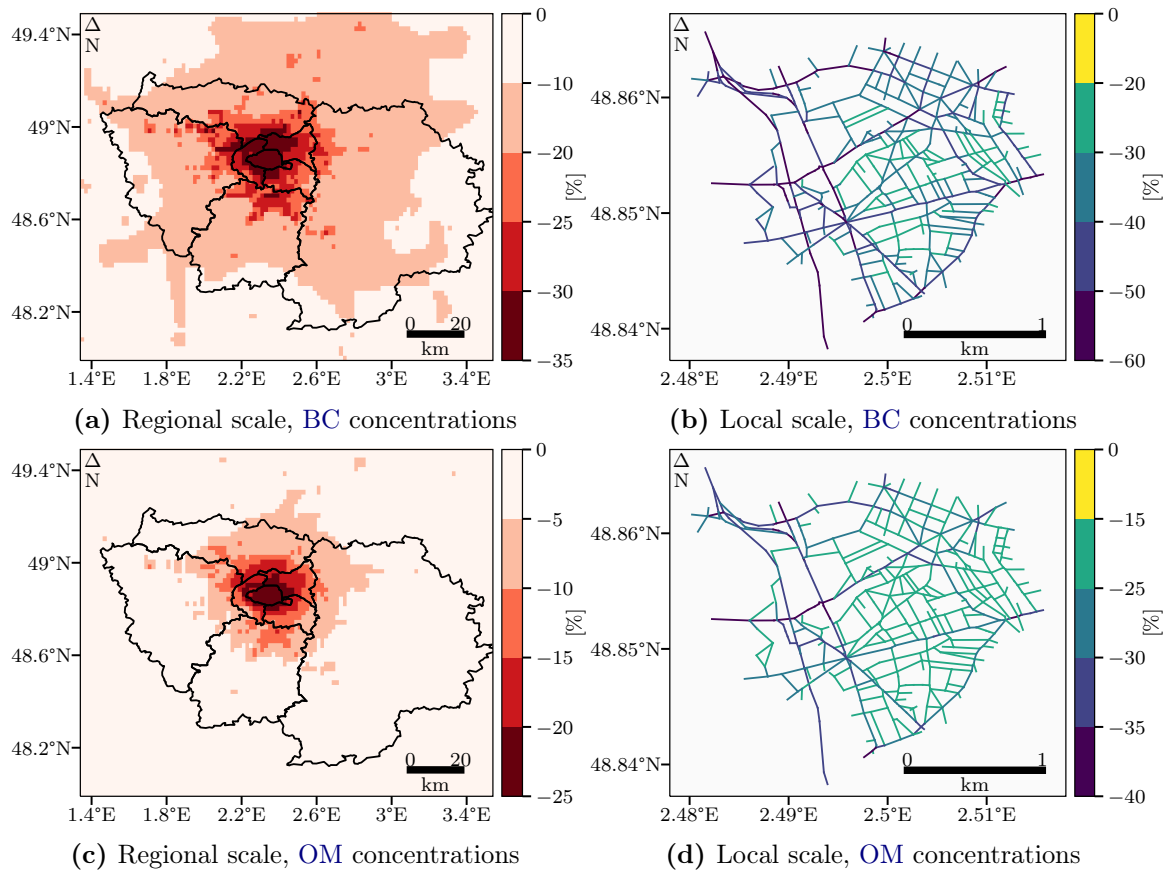 Δ
N
49.4°N
49°N
48.6°N
48.2°N
1.4°E 1.8°E 2.2°E 2.6°E 3°E 3.4°E
0 20
km
0
−10
−20
−25
−30
−35
[%]
(a) Regional scale, BC concentrations
Δ
N
48.86°N
48.85°N
48.84°N
2.48°E 2.49°E 2.5°E 2.51°E
0 1
km
0
−20
−30
−40
−50
−60
[%]
(b) Local scale, BC concentrations
Δ
N
49.4°N
49°N
48.6°N
48.2°N
1.4°E 1.8°E 2.2°E 2.6°E 3°E 3.4°E
0 20
km
0
−5
−10
−15
−20
−25
[%]
(c) Regional scale, OM concentrations
Δ
N
48.86°N
48.85°N
48.84°N
2.48°E 2.49°E 2.5°E 2.51°E
0 1
km
0
−15
−25
−30
−35
−40
[%]
(d) Local scale, OM concentrations